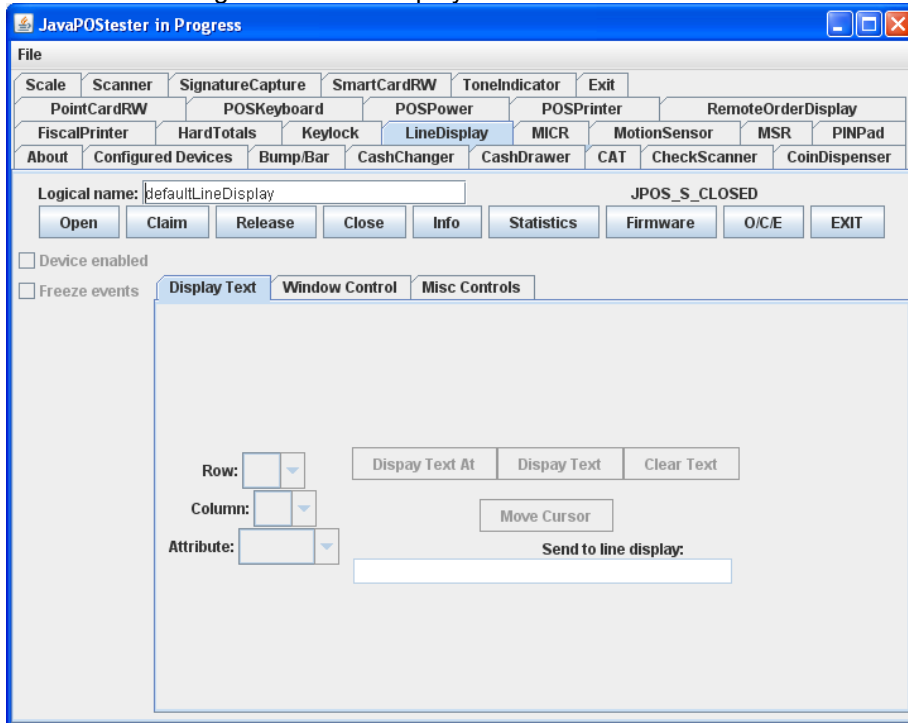 JavaPOStester in Progress
File
Scale Scanner SignatureCapture SmartCardRW ToneIndicator Exit
PointCardRW POSKeyboard POSPower POSPrinter RemoteOrderDisplay
FiscalPrinter HardTotals Keylock LineDisplay MICR MotionSensor MSR PINPad
About Configured Devices Bump/Bar CashChanger CashDrawer CAT CheckScanner CoinDispenser
Logical name: defaultLineDisplay JPOS_S_CLOSED
Open Claim Release Close Info Statistics Firmware O/C/E EXIT
Device enabled
Freeze events Display Text Window Control Misc Controls
Row: Dispay Text At Dispay Text Clear Text
Column: Move Cursor
Attribute: Send to line display: